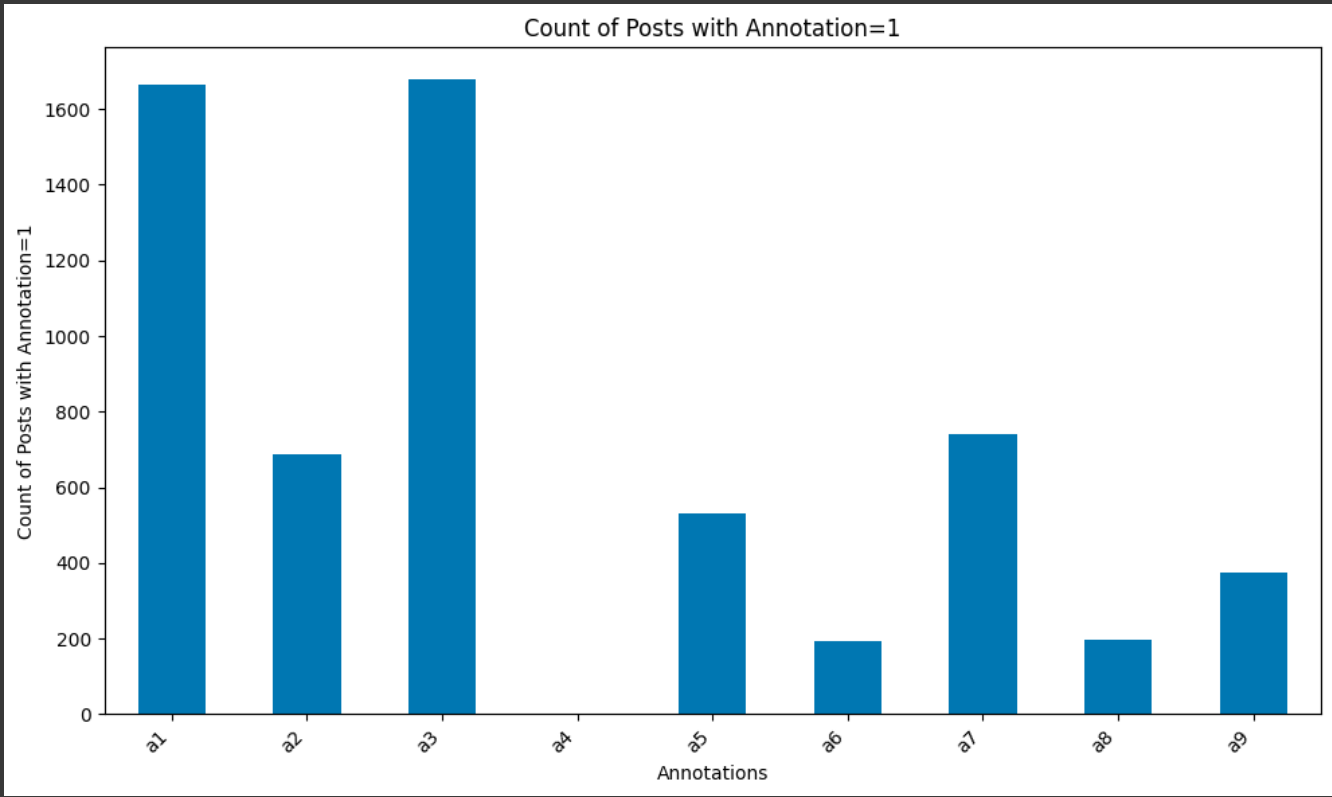 Count of Posts with Annotation=1
Count of Posts with Annotation=1
1600
1400
1200
1000
800
600
400
200
0
a1
a2
a3
a4
a5
a6
a7
a8
a9
Annotations